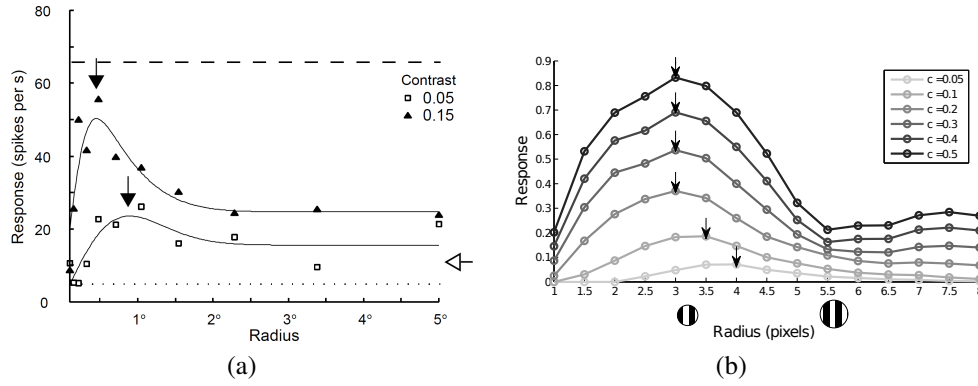 80
60
40
20
0
Response (spikes per s)
Contrast
0.05
0.15
1° 2° 3° 4° 5°
Radius
(a)
0.9
0.8
0.7
0.6
0.5
0.4
0.3
0.2
0.1
0
Response
c =0.05
c =0.1
c =0.2
c =0.3
c =0.4
c =0.5
1 1.5 2 2.5 3 3.5 4 4.5 5 5.5 6 6.5 7 7.5 8
Radius (pixels)
(b)